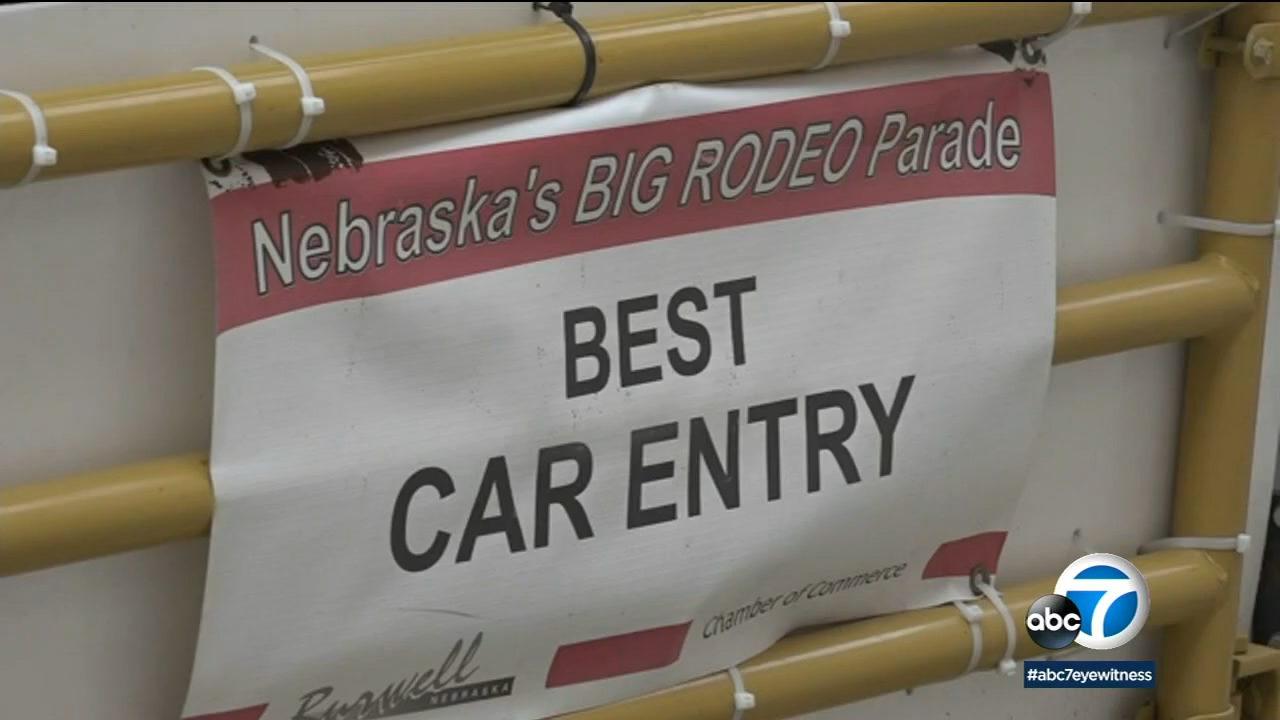 Nebraska's BIG RODEO Parade
BEST
CAR ENTRY
Chamber of Commerce
Burwell
NEBRASKA
abc 7
#abc7eyewitness